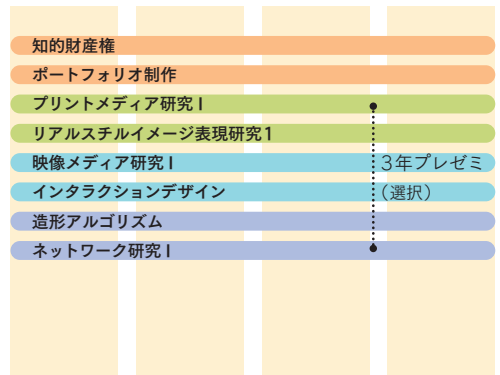 知的財産権
ポートフォリオ制作
プリントメディア研究Ⅰ
リアルスチルイメージ表現研究1
映像メディア研究Ⅰ
3年プレゼミ
インタラクションデザイン
（選択）
造形アルゴリズム
ネットワーク研究Ⅰ